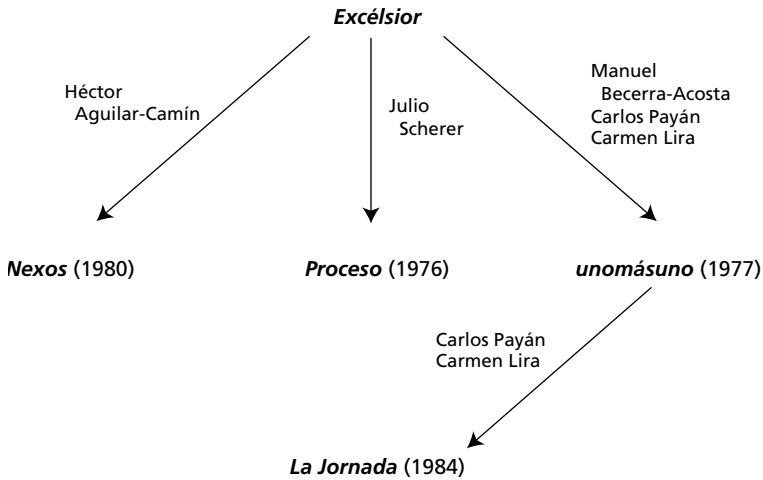 Excélsior
Héctor
Aguilar-Camín
Julio
Scherer
Manuel
Becerra-Acosta
Carlos Payán
Carmen Lira
Nexos (1980)
Proceso (1976)
unomásuno (1977)
Carlos Payán
Carmen Lira
La Jornada (1984)